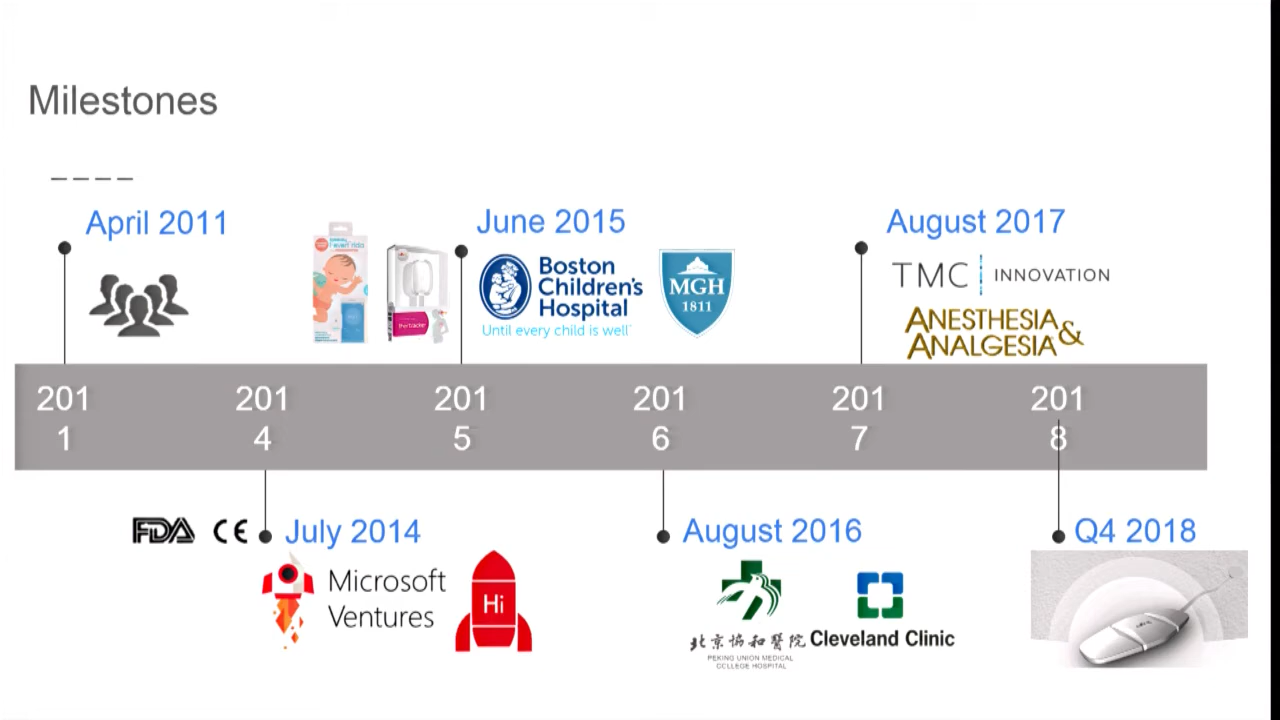 Milestones
April 2011
June 2015
August 2017
Boston
Children's
Hospital
Until every child is well
MGH
1811
TMC INNOVATION
ANESTHESIA &
ANALGESIA
201
1
201
4
201
5
201
6
201
7
201
8
FDA CE
July 2014
August 2016
Q4 2018
Microsoft
Ventures
Hi
北京協和醫院
PEKING UNION MEDICAL
COLLEGE HOSPITAL
Cleveland Clinic